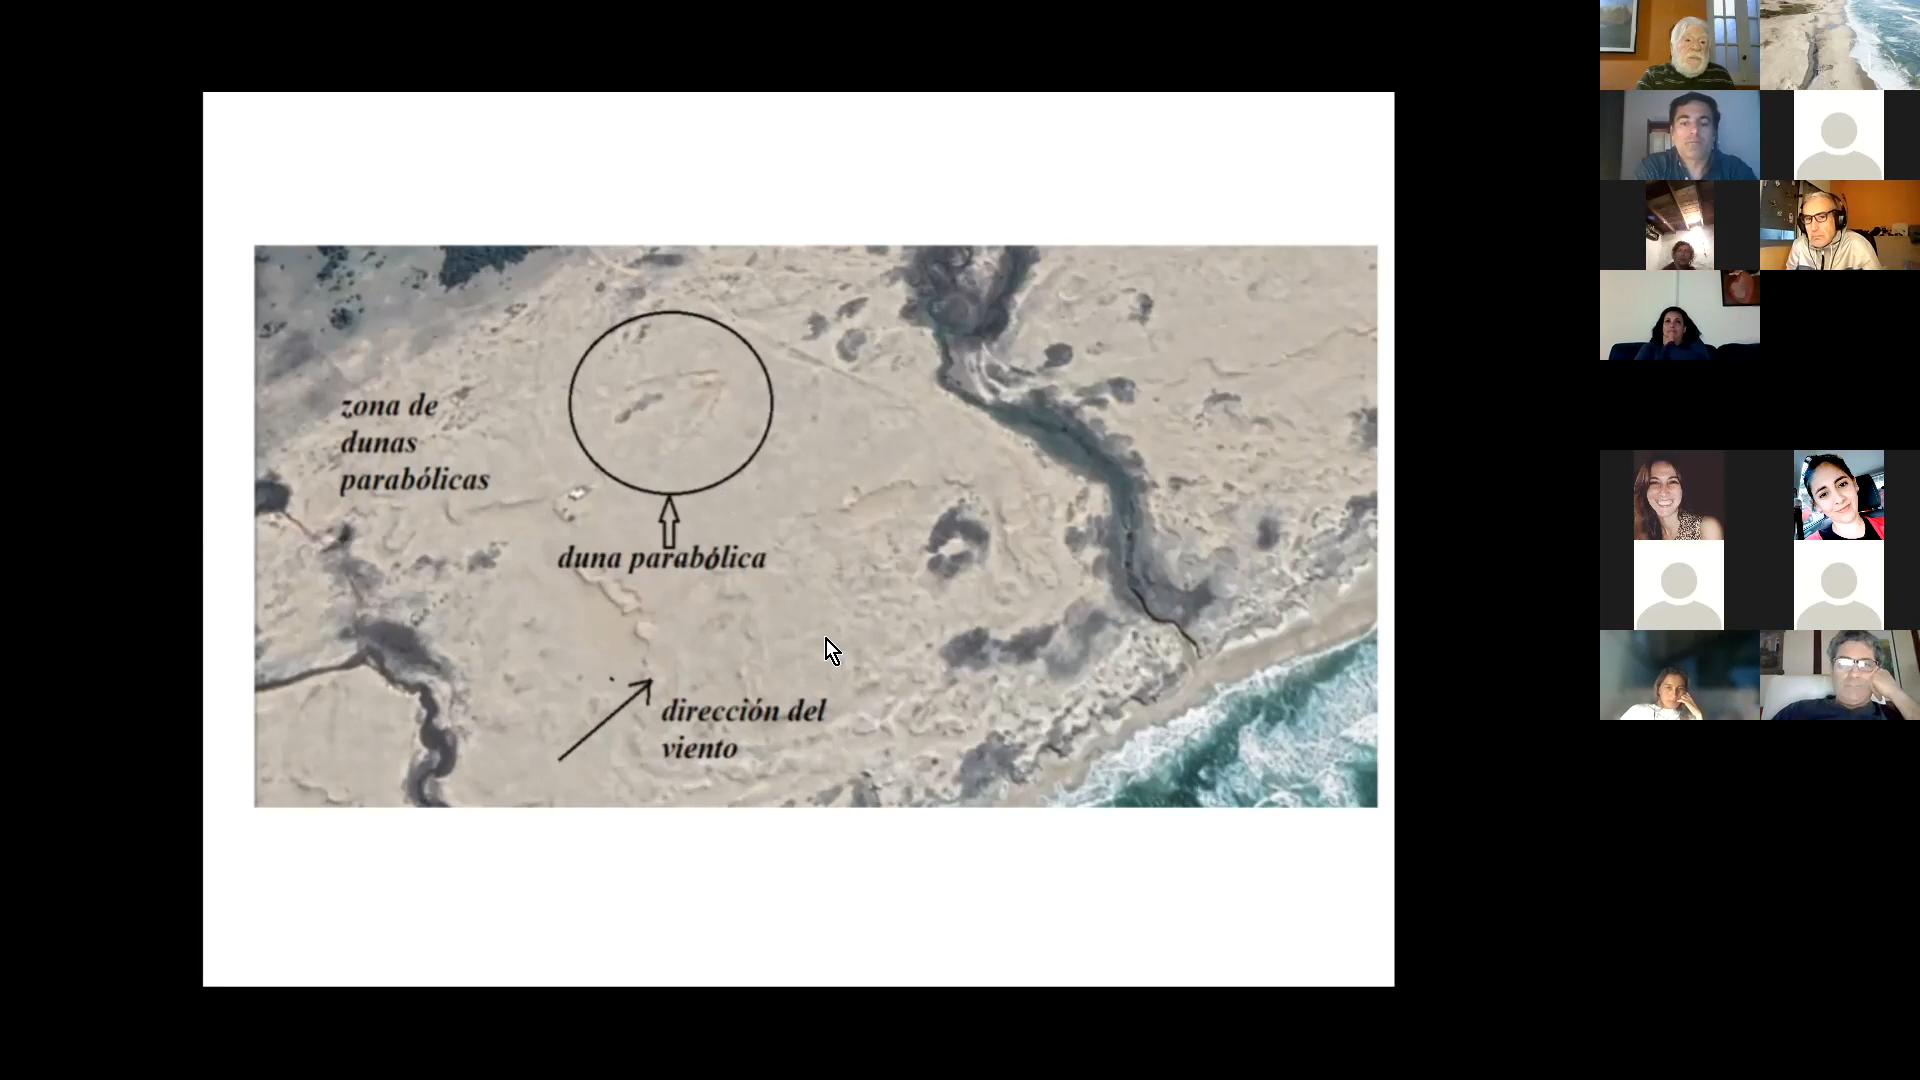 zona de
dunas
parabólicas
duna parabólica
dirección del
viento